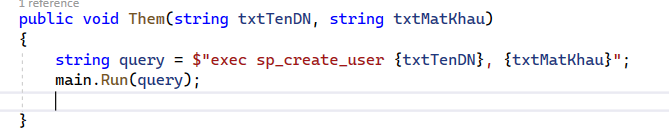 1 reference
public void Them(string txtTenDN, string txtMatKhau)
{
string query = $"exec sp_create_user {txtTenDN}, {txtMatKhau}";
main.Run(query);
}